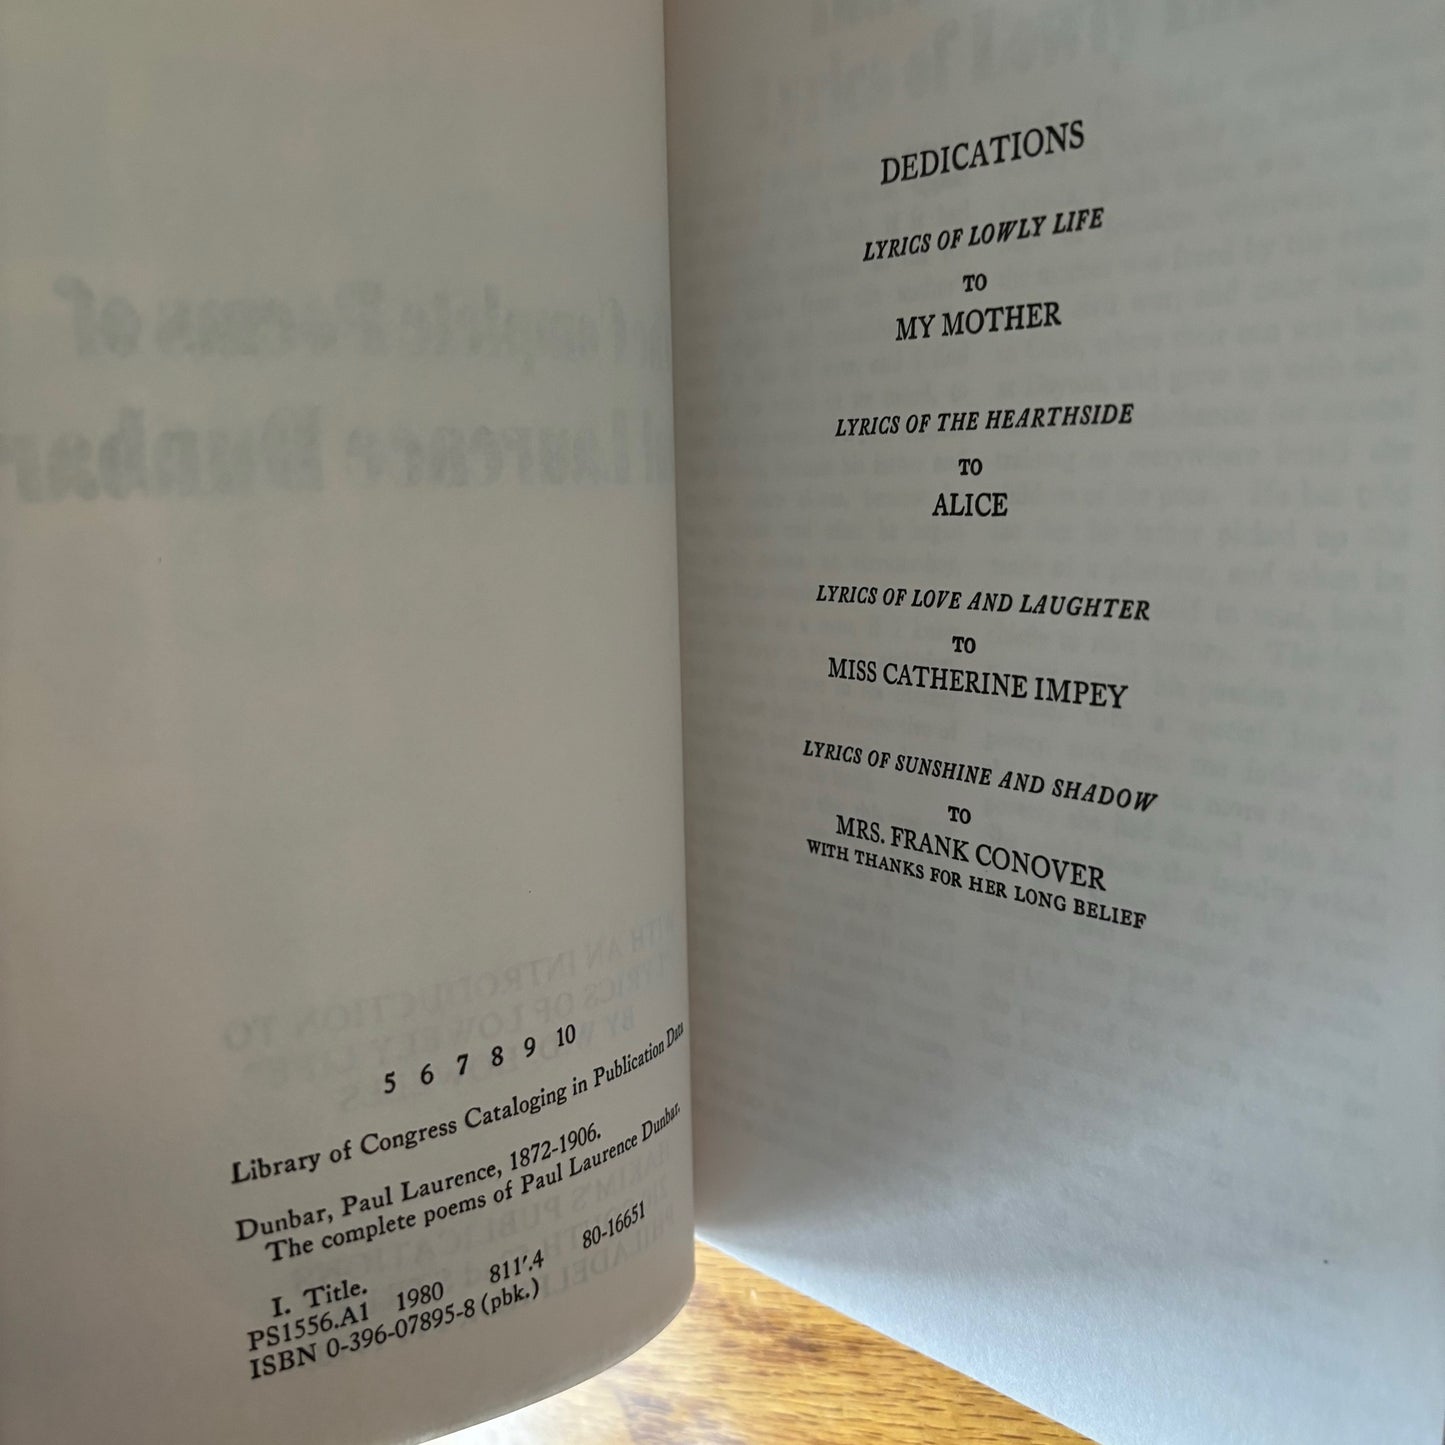 5 6 7 8 9 10
Library of Congress Cataloging in Publication Data
Dunbar, Paul Laurence, 1872-1906.
The complete poems of Paul Laurence Dunbar.
I. Title.
PS1556.A1 1980 811'.4 80-16651
ISBN 0-396-07895-8 (pbk.)
DEDICATIONS
LYRICS OF LOWLY LIFE
TO
MY MOTHER
LYRICS OF THE HEARTHSIDE
TO
ALICE
LYRICS OF LOVE AND LAUGHTER
TO
MISS CATHERINE IMPEY
LYRICS OF SUNSHINE AND SHADOW
TO
MRS. FRANK CONOVER
WITH THANKS FOR HER LONG BELIEF